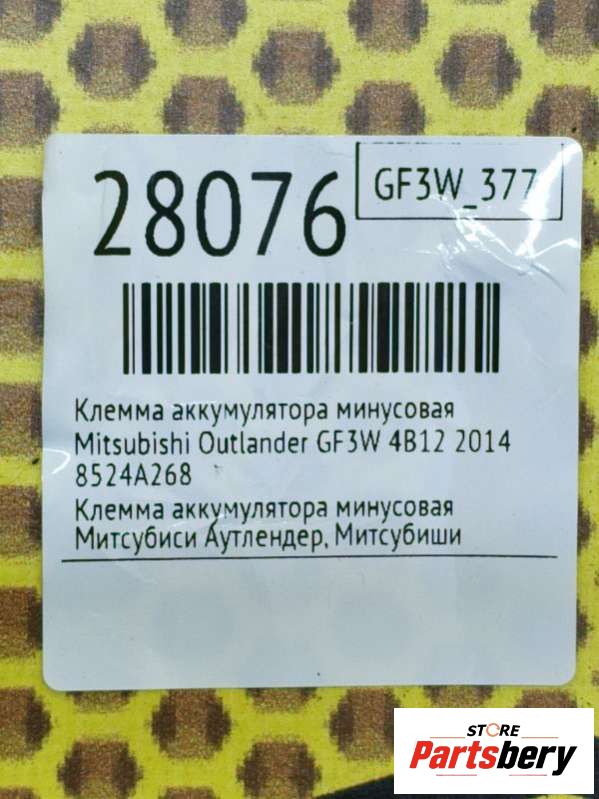 28076
GF3W_377
Клемма аккумулятора минусовая
Mitsubishi Outlander GF3W 4B12 2014
8524A268
Клемма аккумулятора минусовая
Митсубиси Аутлендер, Митсубиши
STORE
Partsbery